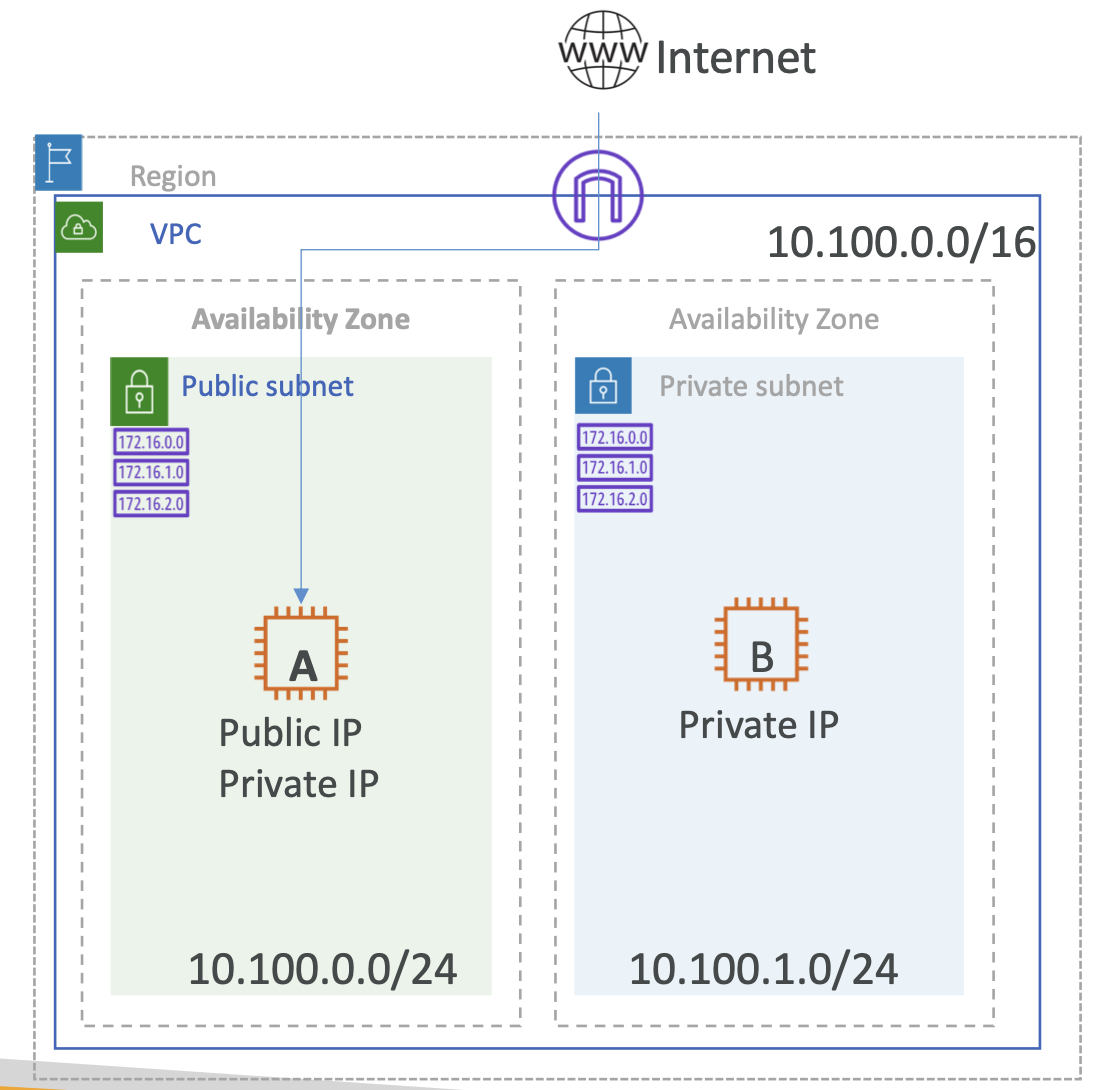 WWW Internet
Region
VPC
10.100.0.0/16
Availability Zone
Availability Zone
Public subnet
Private subnet
172.16.0.0
172.16.1.0
172.16.2.0
172.16.0.0
172.16.1.0
172.16.2.0
A
B
Public IP
Private IP
Private IP
10.100.0.0/24
10.100.1.0/24